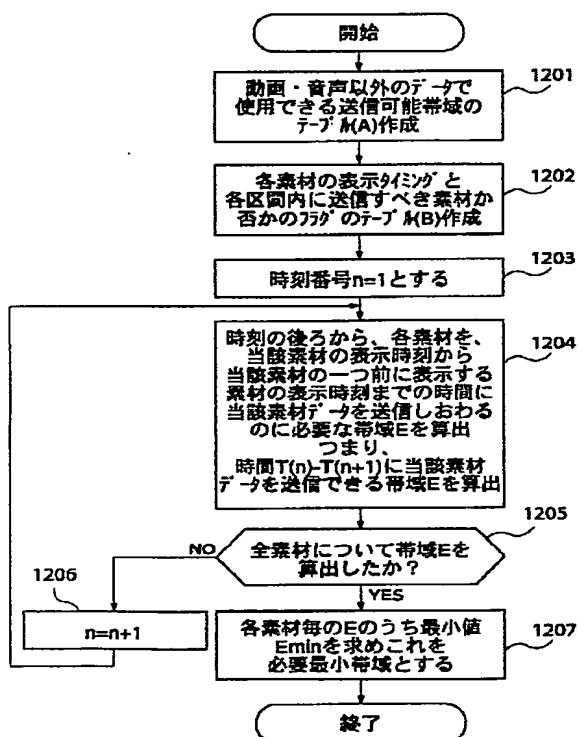 開始
1201
動画・音声以外のデータで
使用できる送信可能帯域の
テーブル(A)作成
1202
各素材の表示タイミングと
各区間内に送信すべき素材か
否かのフラグのテーブル(B)作成
1203
時刻番号n=1とする
1204
時刻の後ろから、各素材を、
当該素材の表示時刻から
当該素材の一つ前に表示する
素材の表示時刻までの時間に
当該素材データを送信しおわる
のに必要な帯域Eを算出
つまり、
時間T(n)-T(n+1)に当該素材
データを送信できる帯域Eを算出
1205
全素材について帯域Eを
算出したか？
NO
YES
1206
n=n+1
1207
各素材毎のEのうち最小値
Eminを求めこれを
必要最小帯域とする
終了